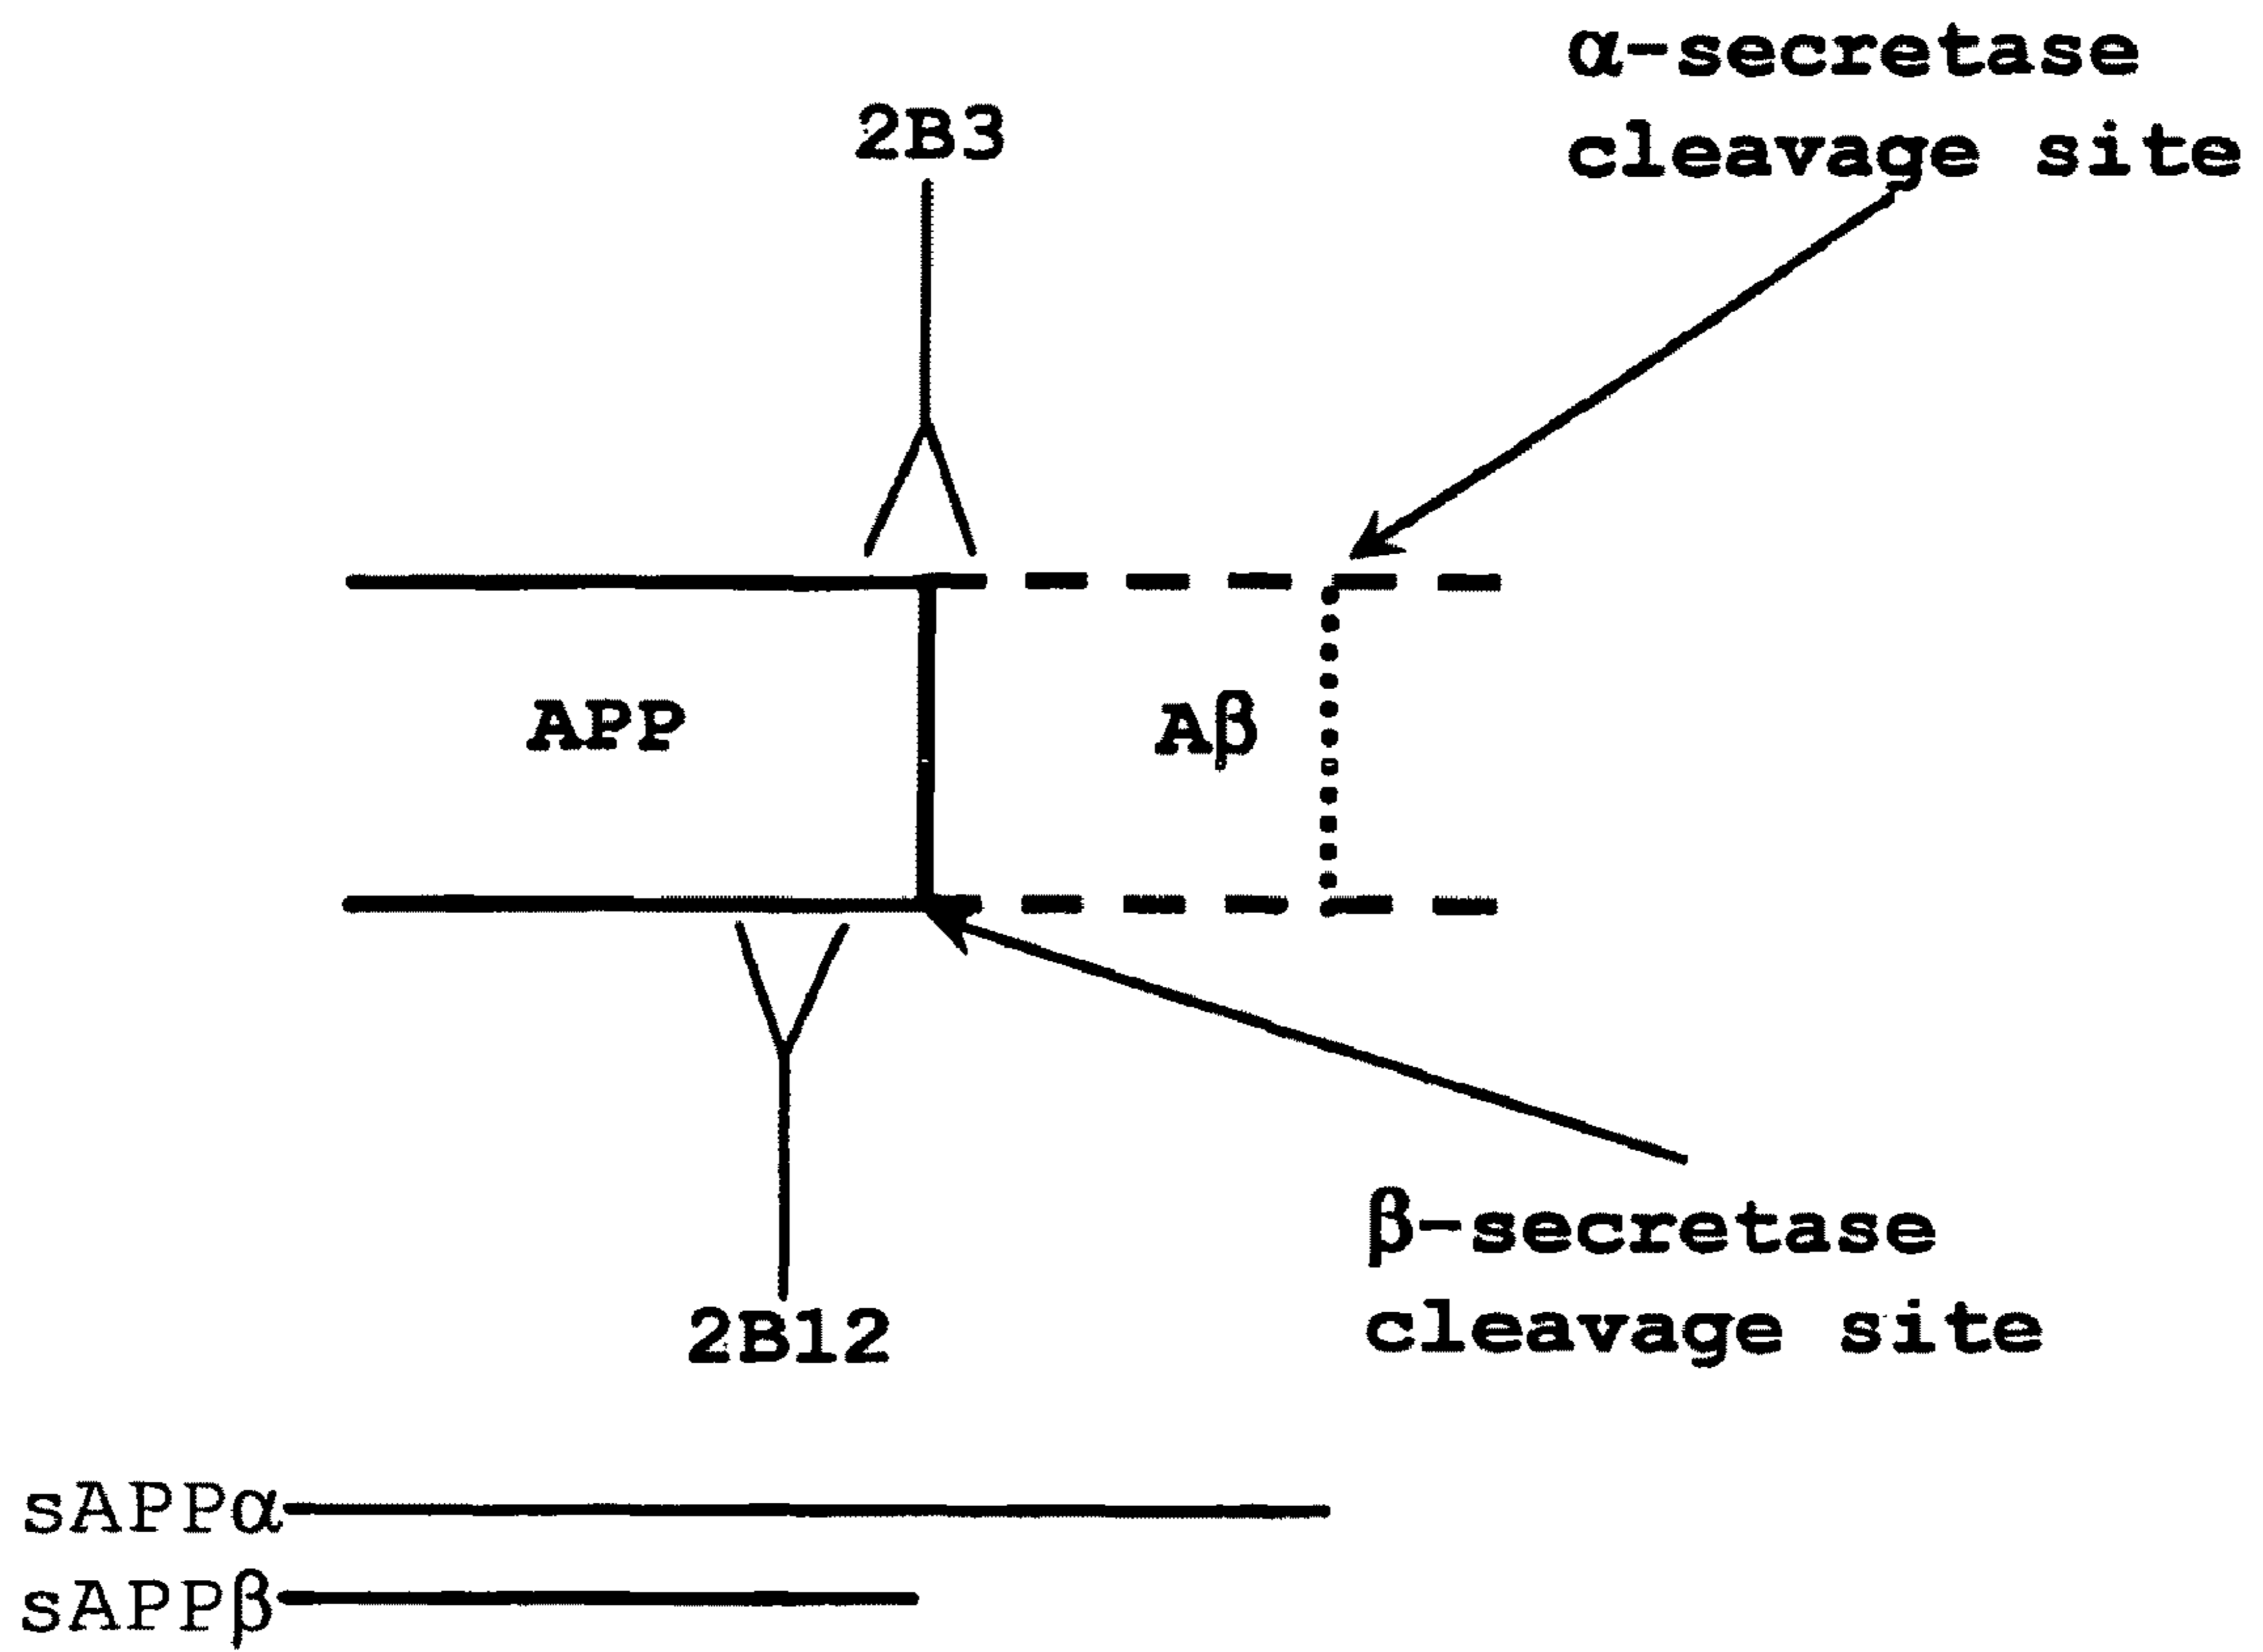 α-secretase
cleavage site
2B3
APP
Aβ
2B12
β-secretase
cleavage site
sAPPα
sAPPβ